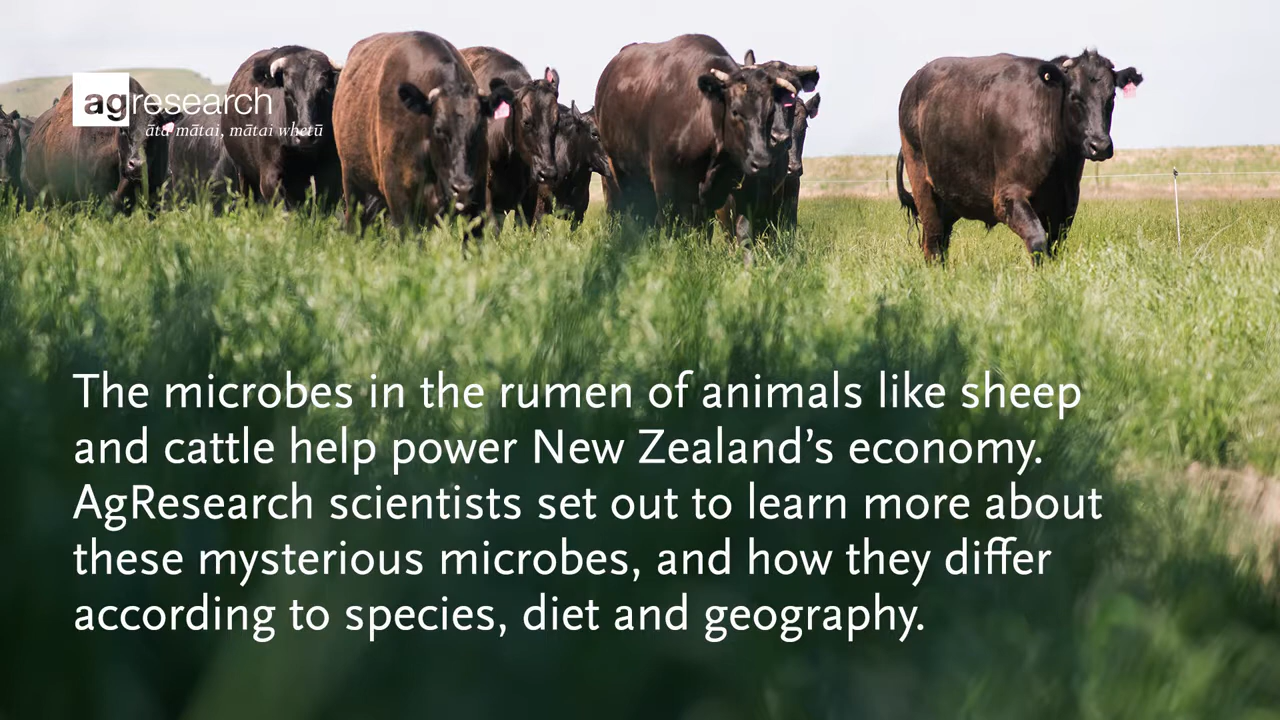 agresearch
āta mātai, mātai whetū
The microbes in the rumen of animals like sheep
and cattle help power New Zealand’s economy.
AgResearch scientists set out to learn more about
these mysterious microbes, and how they differ
according to species, diet and geography.